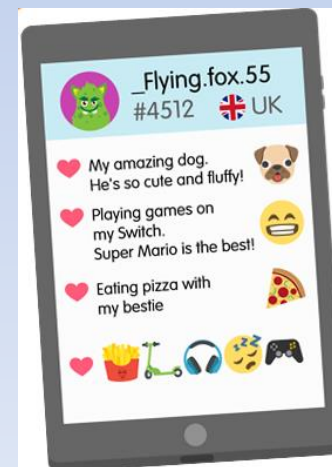 _Flying.fox.55
#4512 UK
My amazing dog.
He's so cute and fluffy!
Playing games on
my Switch.
Super Mario is the best!
Eating pizza with
my bestie